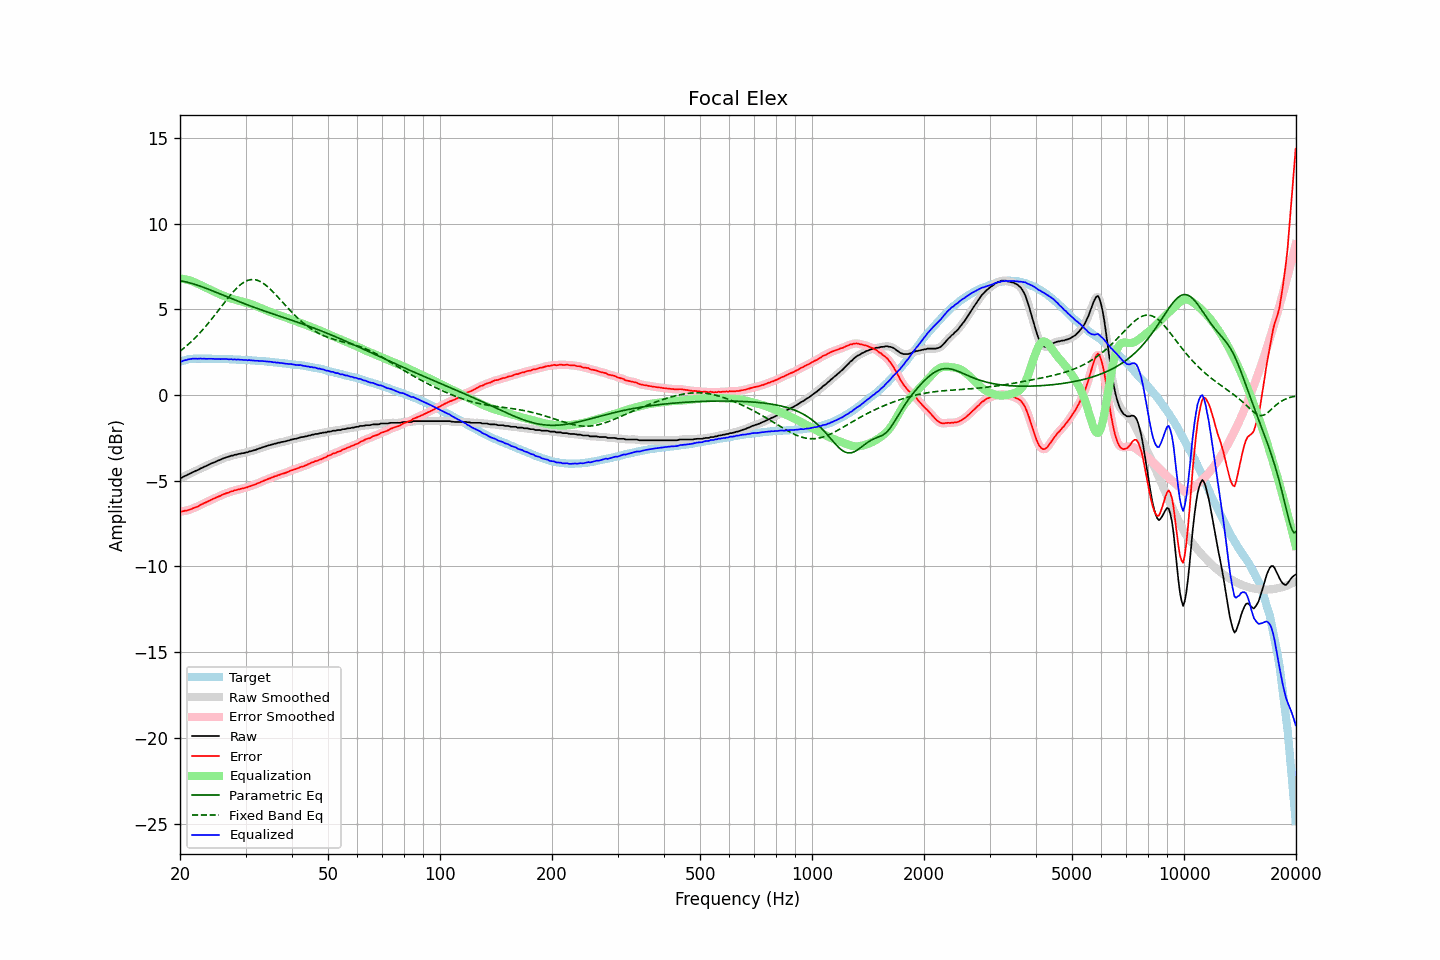 Focal Elex
Amplitude (dBr)
15
10
5
0
−5
−10
−15
−20
−25
Target
Raw Smoothed
Error Smoothed
Raw
Error
Equalization
Parametric Eq
Fixed Band Eq
Equalized
20 50 100 200 500 1000 2000 5000 10000 20000
Frequency (Hz)